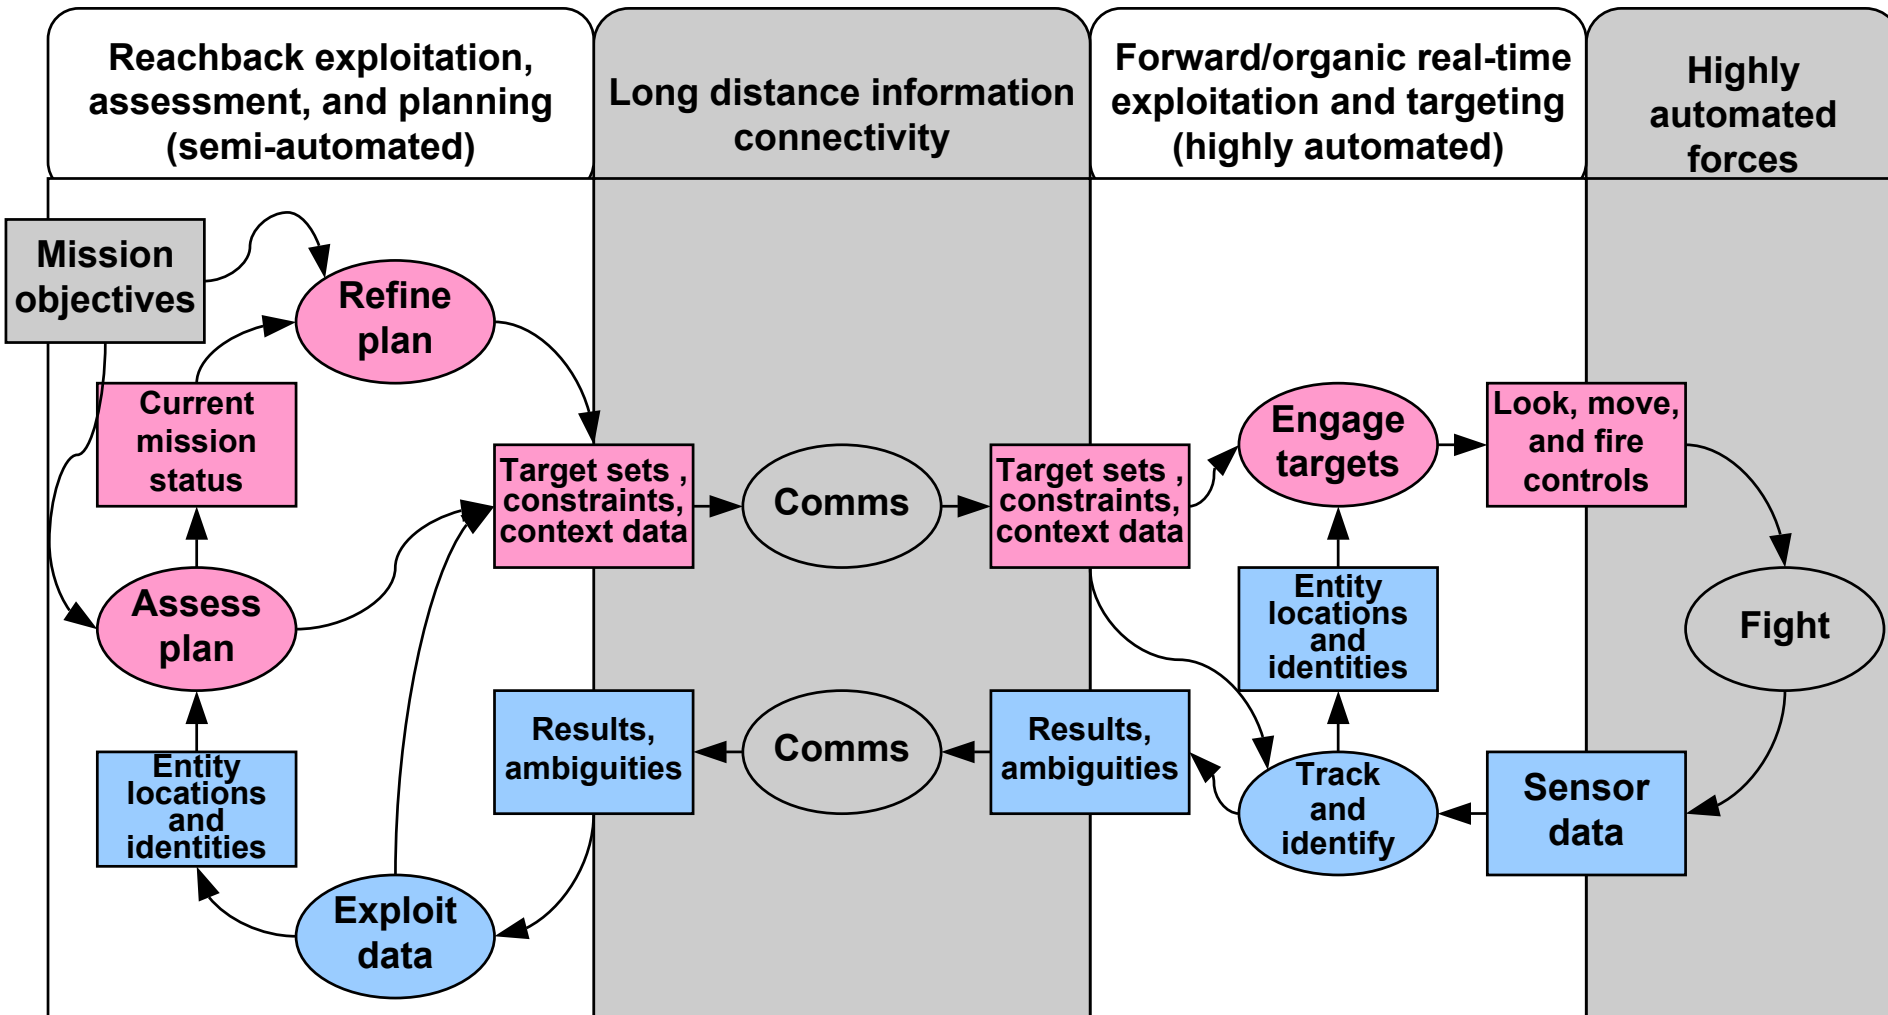 Reachback exploitation,
assessment, and planning
(semi-automated)
Long distance information
connectivity
Forward/organic real-time
exploitation and targeting
(highly automated)
Highly
automated
forces
Mission
objectives
Refine
plan
Current
mission
status
Assess
plan
Entity
locations
and
identities
Exploit
data
Target sets ,
constraints,
context data
Results,
ambiguities
Comms
Comms
Target sets ,
constraints,
context data
Results,
ambiguities
Engage
targets
Entity
locations
and
identities
Track
and
identify
Look, move,
and fire
controls
Sensor
data
Fight